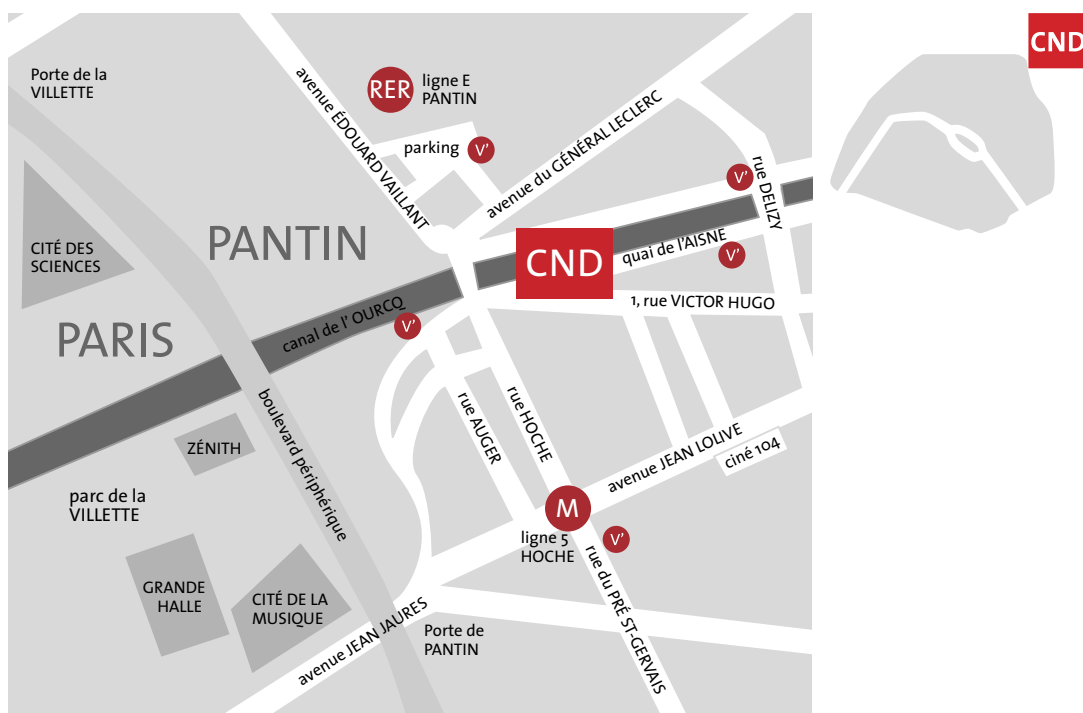 CND
Porte de la
VILLETTE
avenue ÉDOUARD VAILLANT
RER
ligne E
PANTIN
parking
V'
avenue du GÉNÉRAL LECLERC
V'
rue DELIZY
CITÉ DES
SCIENCES
PANTIN
CND
quai de l'AISNE
V'
1, rue VICTOR HUGO
PARIS
canal de l' OURCQ
V'
boulevard périphérique
rue AUGER
rue HOCHE
ZÉNITH
avenue JEAN LOLIVE
ciné 104
parc de la
VILLETTE
M
ligne 5
HOCHE
V'
rue du PRÉ ST-GERVAIS
GRANDE
HALLE
CITÉ DE LA
MUSIQUE
avenue JEAN JAURES
Porte de
PANTIN